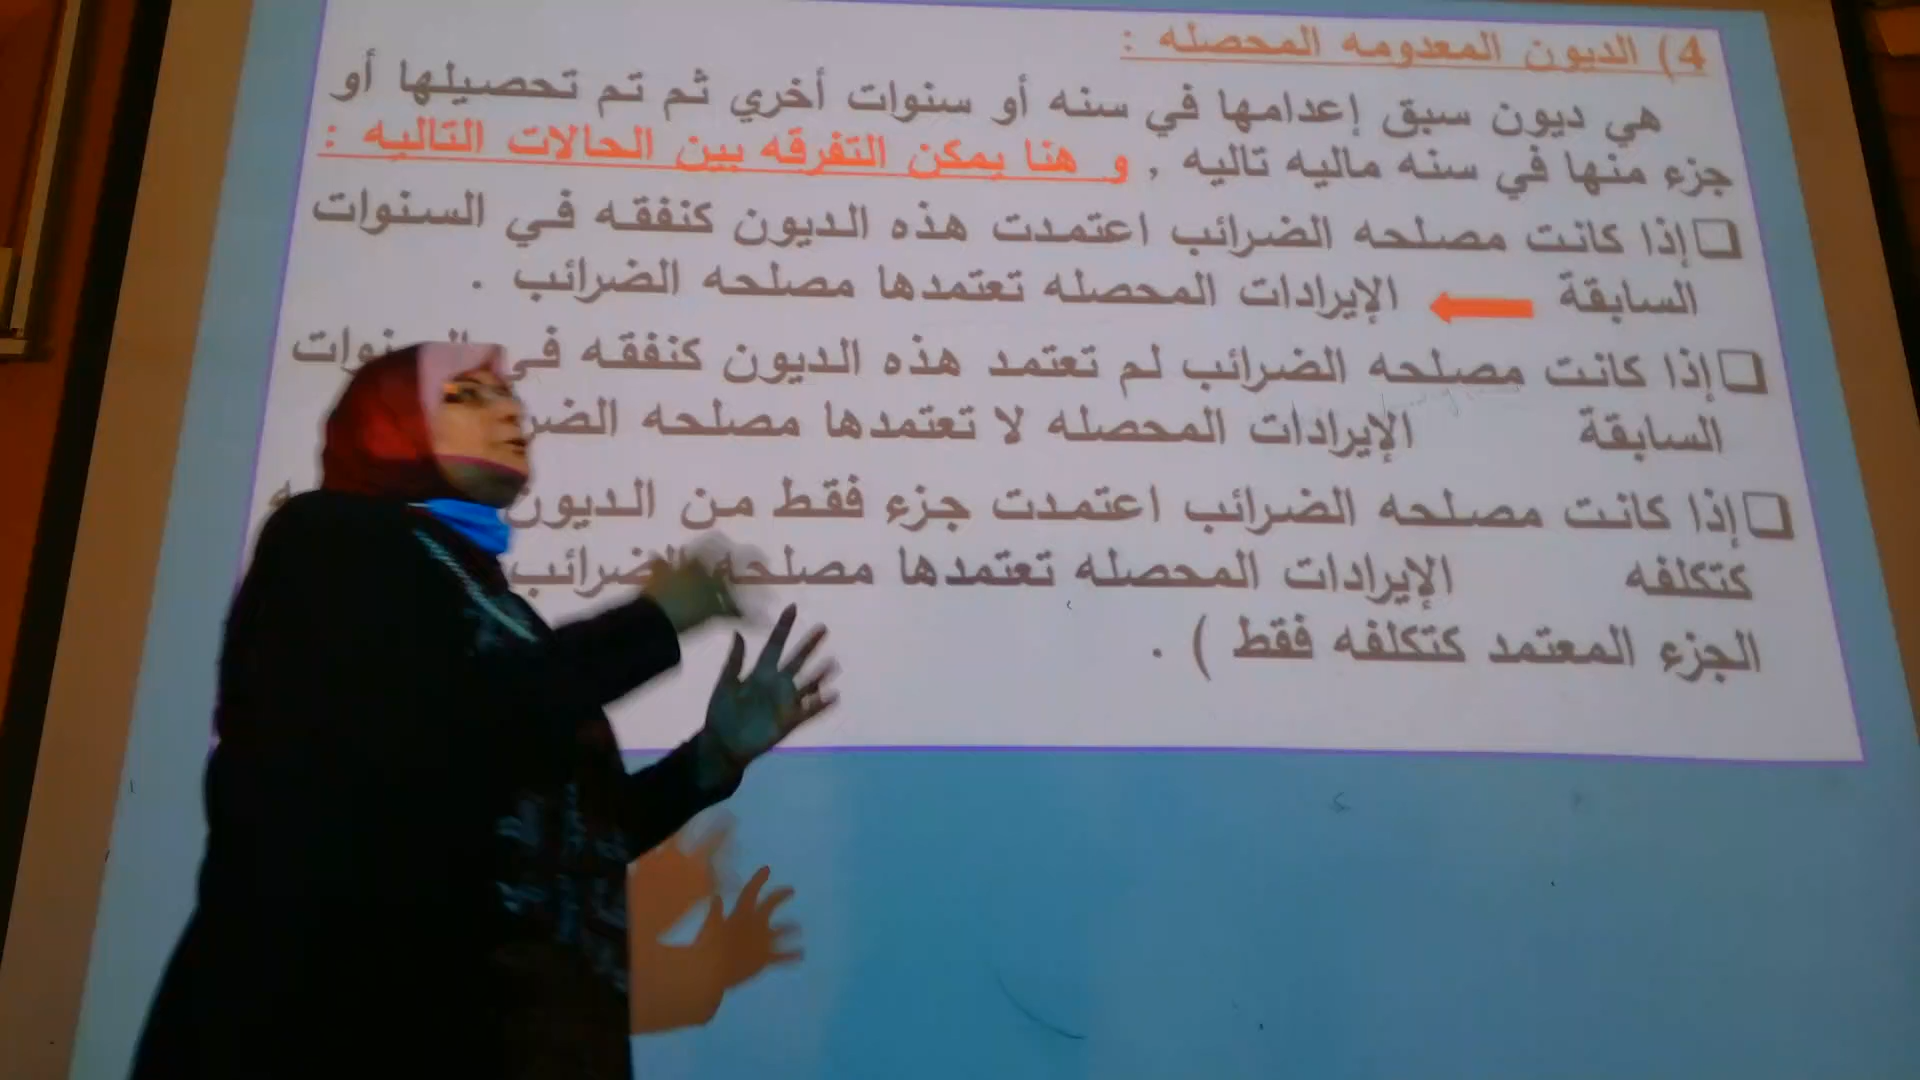 4) الديون المعدومه المحصله :
هي ديون سبق إعدامها في سنه أو سنوات أخري ثم تم تحصيلها أو
جزء منها في سنه ماليه تاليه , و هنا يمكن التفرقه بين الحالات التاليه :
إذا كانت مصلحه الضرائب اعتمدت هذه الديون كنفقه في السنوات
السابقة الإيرادات المحصله تعتمدها مصلحه الضرائب .
إذا كانت مصلحه الضرائب لم تعتمد هذه الديون كنفقه في السنوات
السابقة الإيرادات المحصله لا تعتمدها مصلحه
إذا كانت مصلحه الضرائب اعتمدت جزء فقط من الديون
كتكلفه الإيرادات المحصله تعتمدها مصلحه الضرائب
الجزء المعتمد كتكلفه فقط ) .